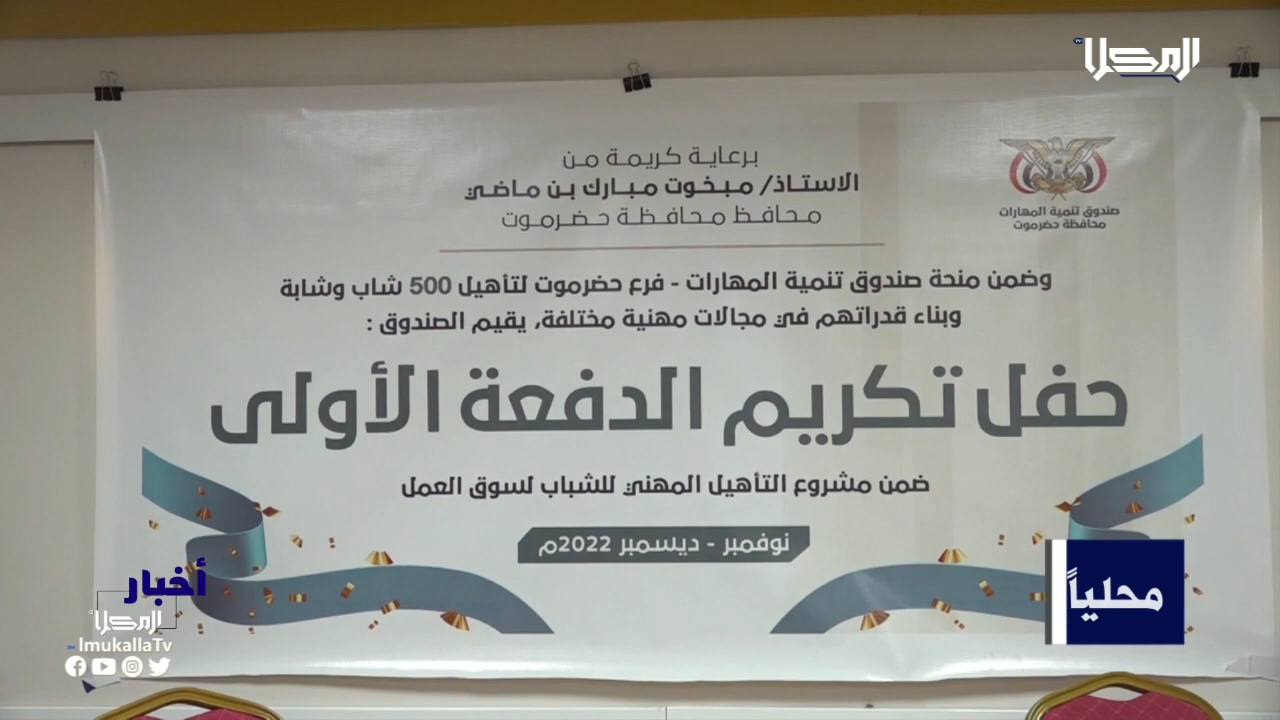 المكلا
TV
برعاية كريمة من
الاستاذ/ مبخوت مبارك بن ماضي
محافظ محافظة حضرموت
صندوق تنمية المهارات
محافظة حضرموت
وضمن منحة صندوق تنمية المهارات - فرع حضرموت لتأهيل 500 شاب وشابة
وبناء قدراتهم في مجالات مهنية مختلفة، يقيم الصندوق :
حفل تكريم الدفعة الأولى
ضمن مشروع التأهيل المهني للشباب لسوق العمل
نوفمبر - ديسمبر 2022م
محلياً
أخبار
المكلا
lmukallaTv